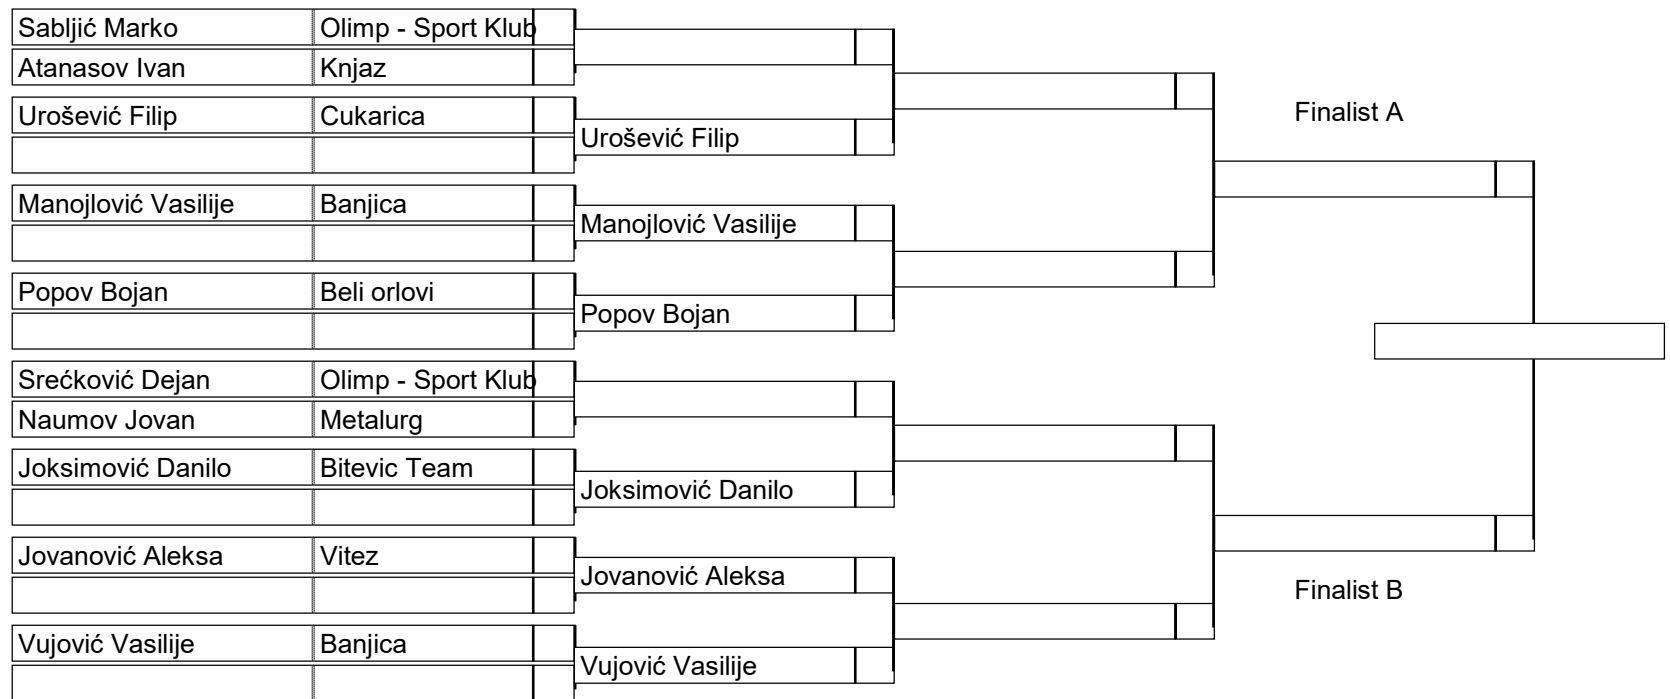 Sabljić Marko Olimp - Sport Klub
Atanasov Ivan Knjaz
Urošević Filip Cukarica
Urošević Filip
Manojlović Vasilije Banjica
Manojlović Vasilije
Popov Bojan Beli orlovi
Popov Bojan
Srećković Dejan Olimp - Sport Klub
Naumov Jovan Metalurg
Joksimović Danilo Bitevic Team
Joksimović Danilo
Jovanović Aleksa Vitez
Jovanović Aleksa
Vujović Vasilije Banjica
Vujović Vasilije
Finalist A
Finalist B